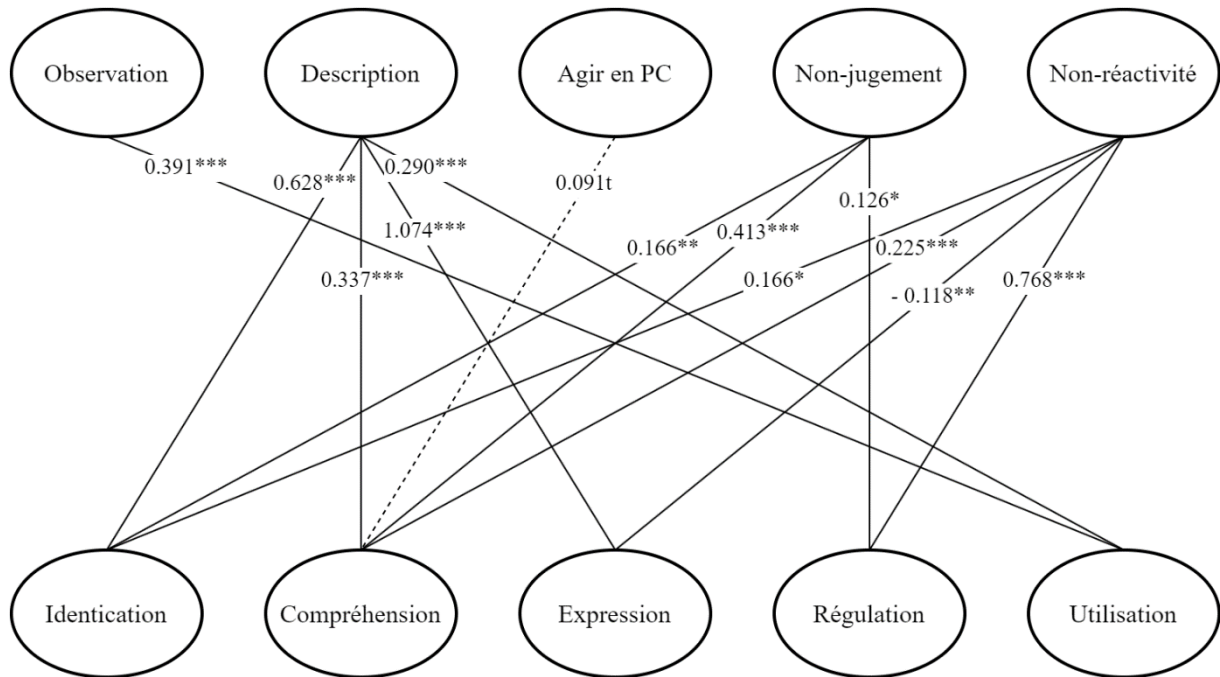 Observation
Description
Agir en PC
Non-jugement
Non-réactivité
0.391***
0.628***
0.290***
0.091t
0.126*
1.074***
0.166**
0.413***
0.225***
0.337***
0.166*
- 0.118**
0.768***
Identication
Compréhension
Expression
Régulation
Utilisation